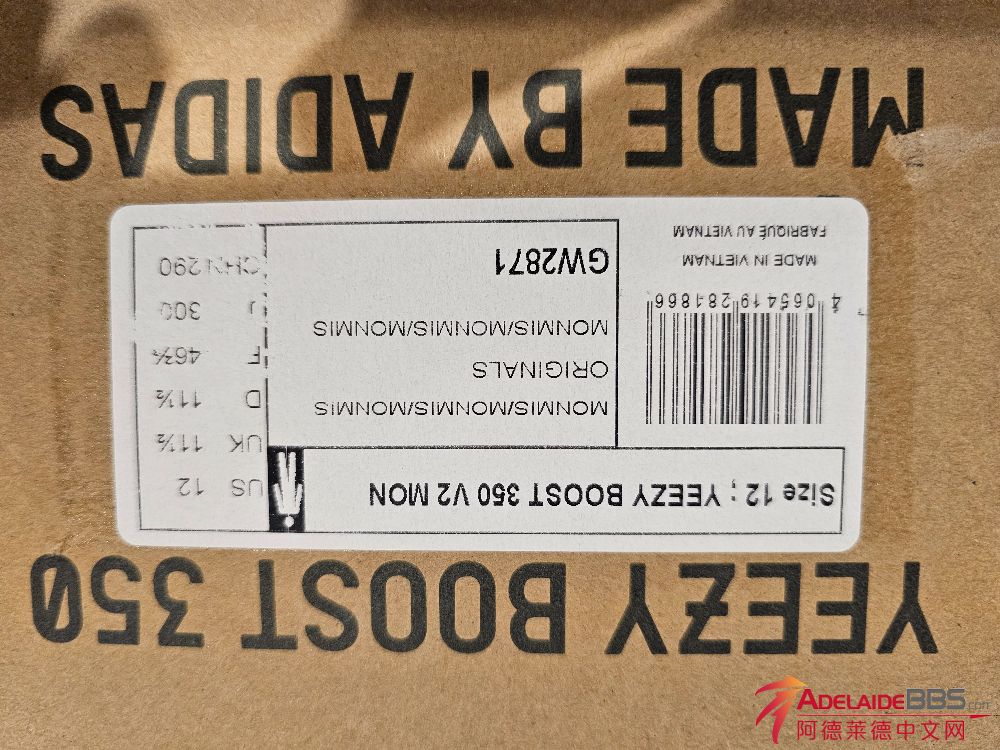 YEEZY BOOST 350
Size 12 ; YEEZY BOOST 350 V2 MON
US 12
UK 11½
D 11½
F 46⅔
J 300
CHN 290
MONMIS/MONMIS/MONMIS
ORIGINALS
MONMIS/MONMIS/MONMIS
GW2871
4 065419 281866
MADE IN VIETNAM
FABRIQUÉ AU VIETNAM
MADE BY ADIDAS
ADELAIDEBBS.com
阿德莱德中文网